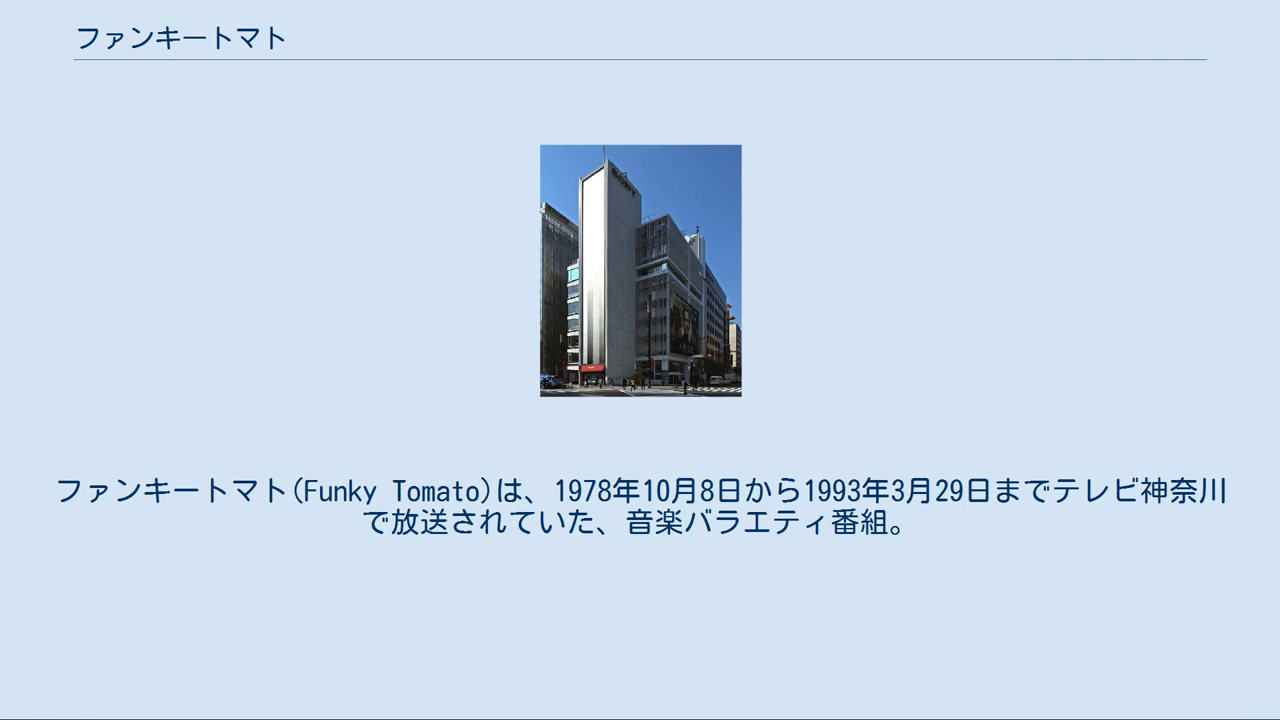 ファンキートマト
SONY
ファンキートマト(Funky Tomato)は、1978年10月8日から1993年3月29日までテレビ神奈川
で放送されていた、音楽バラエティ番組。